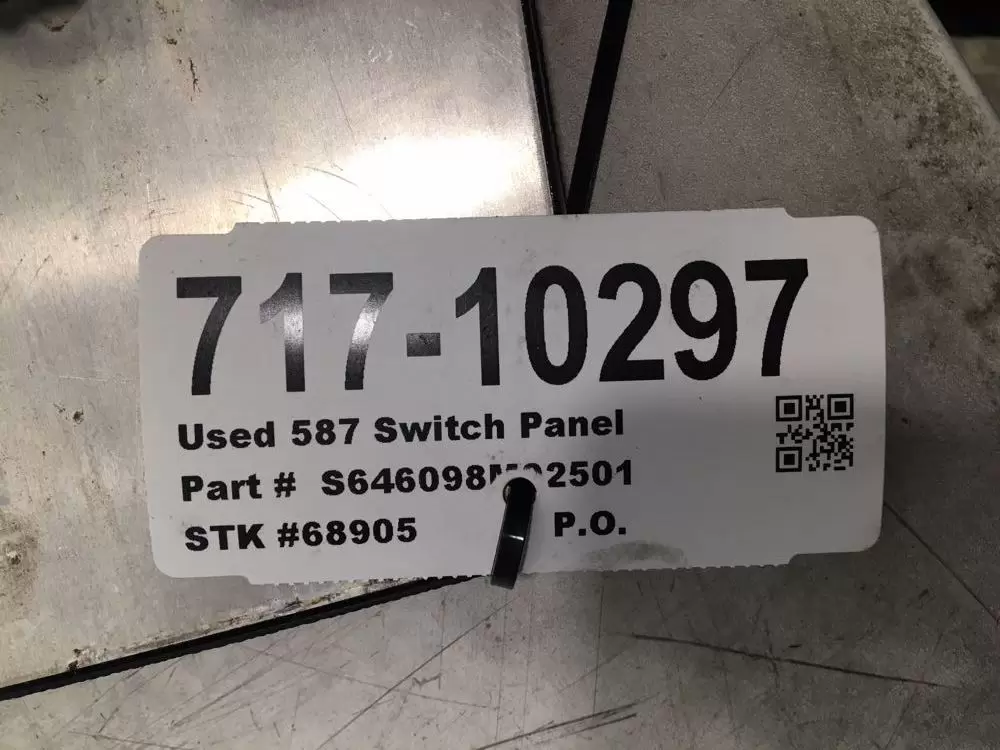 717-10297
Used 587 Switch Panel
Part #
STK #68905 P.O.